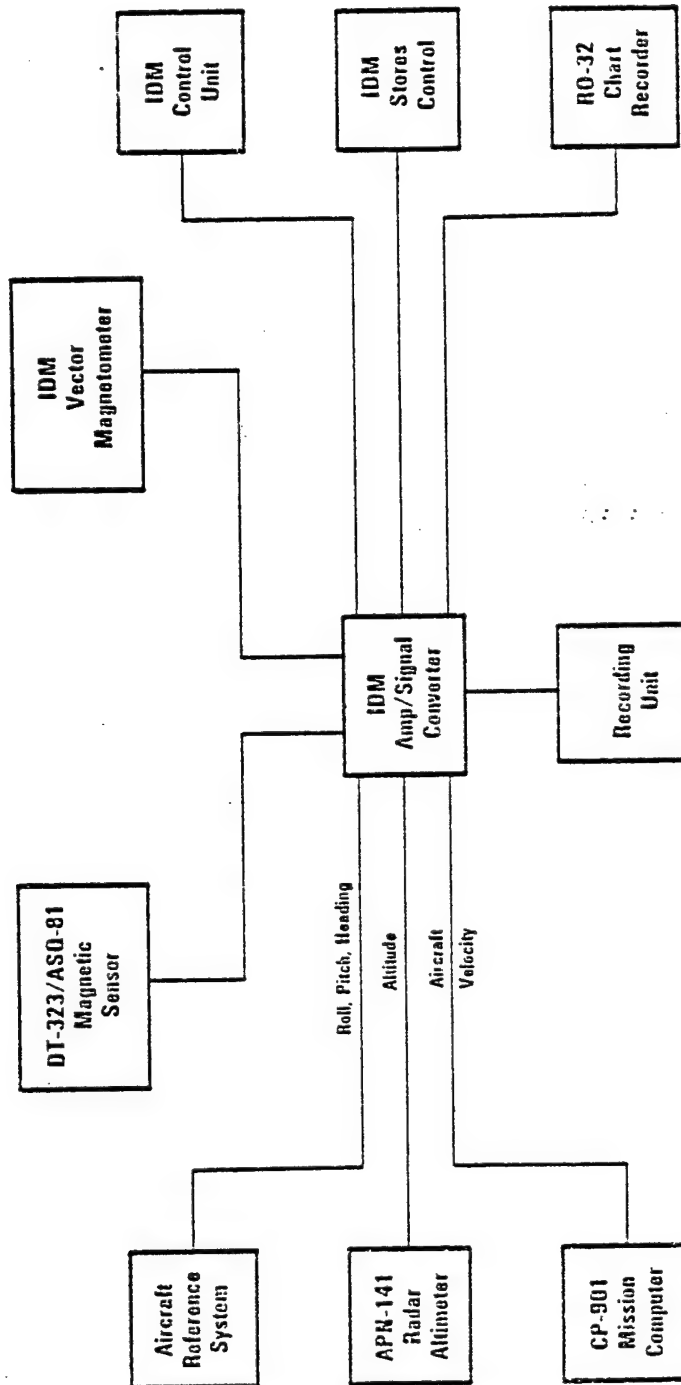 DT-323/ASQ-81
Magnetic
Sensor
IDM
Vector
Magnetometer
Aircraft
Reference
System
Roll, Pitch, Heading
IDM
Control
Unit
APN-141
Radar
Altimeter
Altitude
IDM
Amp/Signal
Converter
IDM
Stores
Control
CP-901
Mission
Computer
Aircraft
Velocity
Recording
Unit
RO-32
Chart
Recorder